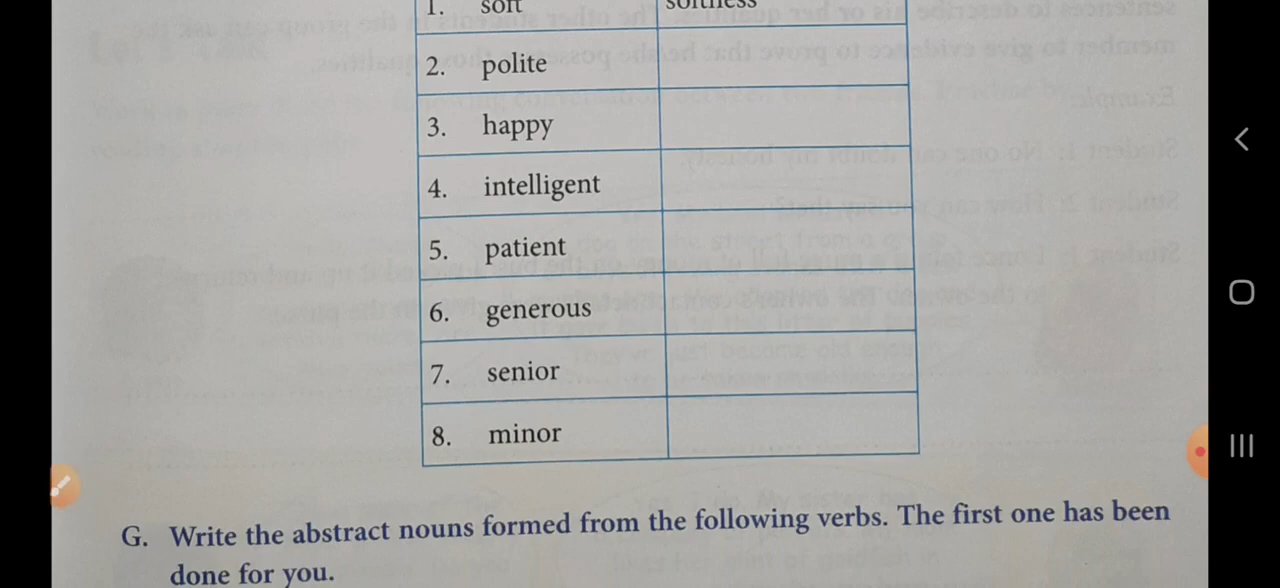 1. soft softness
2. polite
3. happy
4. intelligent
5. patient
6. generous
7. senior
8. minor
G. Write the abstract nouns formed from the following verbs. The first one has been
done for you.